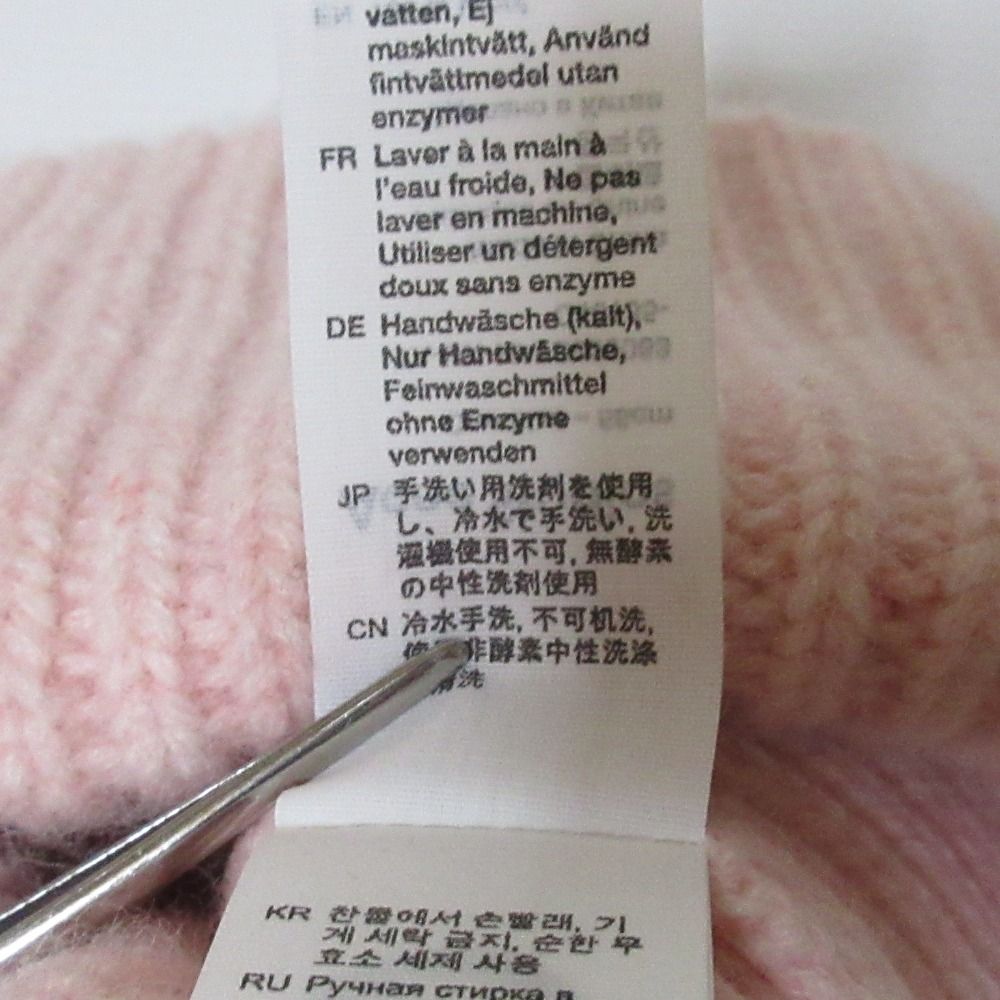 vatten, Ej
maskintvätt, Använd
fintvättmedel utan
enzymer
FR Laver à la main à
l'eau froide, Ne pas
laver en machine,
Utiliser un détergent
doux sans enzyme
DE Handwäsche (kalt),
Nur Handwäsche,
Feinwaschmittel
ohne Enzyme
verwenden
JP 手洗い用洗剤を使用
し、冷水で手洗い, 洗
濯機使用不可, 無酵素
の中性洗剤使用
CN 冷水手洗, 不可机洗,
非酵素中性洗涤
清洗
KR 찬물에서 손빨래, 기
계 세탁 금지, 순한 무
효소 세제 사용
RU Ручная стирка в